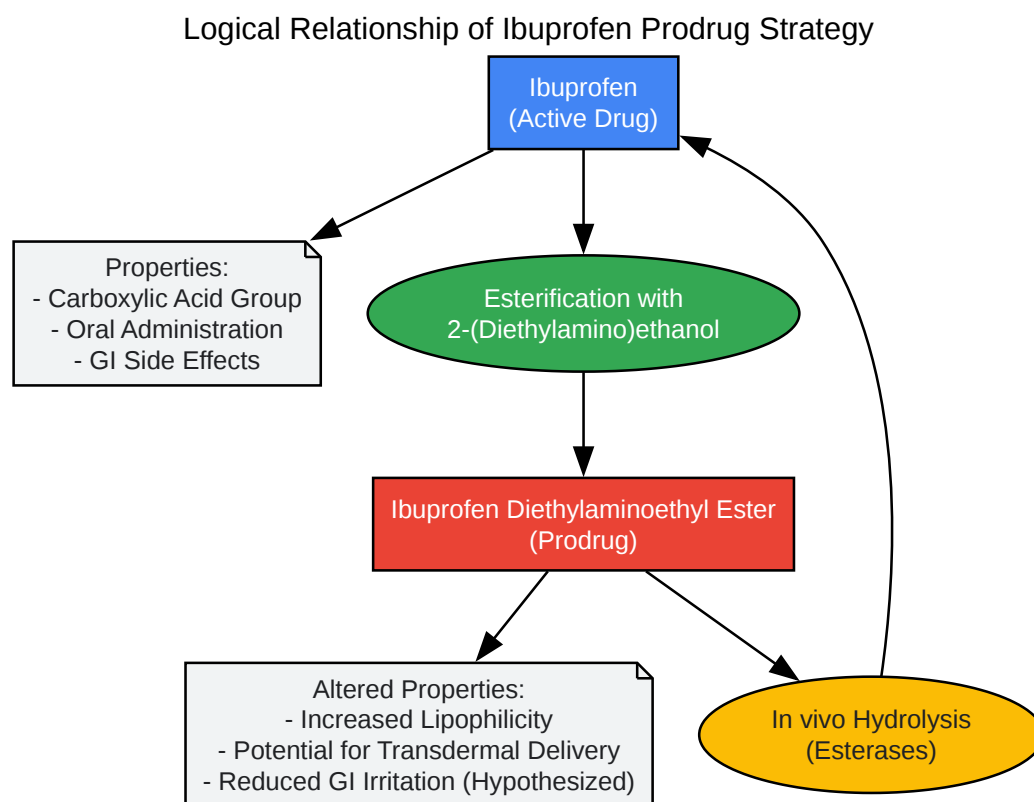 Logical Relationship of Ibuprofen Prodrug Strategy
Ibuprofen
(Active Drug)
Properties:
- Carboxylic Acid Group
- Oral Administration
- GI Side Effects
Esterification with
2-(Diethylamino)ethanol
Ibuprofen Diethylaminoethyl Ester
(Prodrug)
Altered Properties:
- Increased Lipophilicity
- Potential for Transdermal Delivery
- Reduced GI Irritation (Hypothesized)
In vivo Hydrolysis
(Esterases)